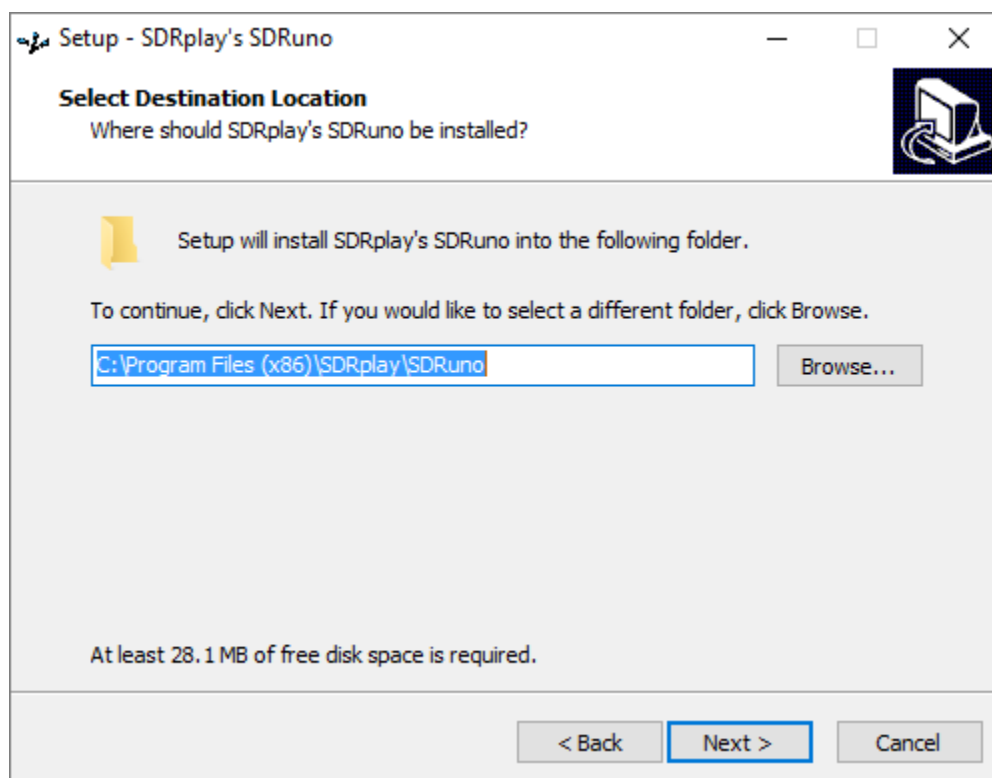 Setup - SDRplay's SDRuno
Select Destination Location
Where should SDRplay's SDRuno be installed?
Setup will install SDRplay's SDRuno into the following folder.
To continue, click Next. If you would like to select a different folder, click Browse.
C:\Program Files (x86)\SDRplay\SDRuno
Browse...
At least 28.1 MB of free disk space is required.
< Back
Next >
Cancel